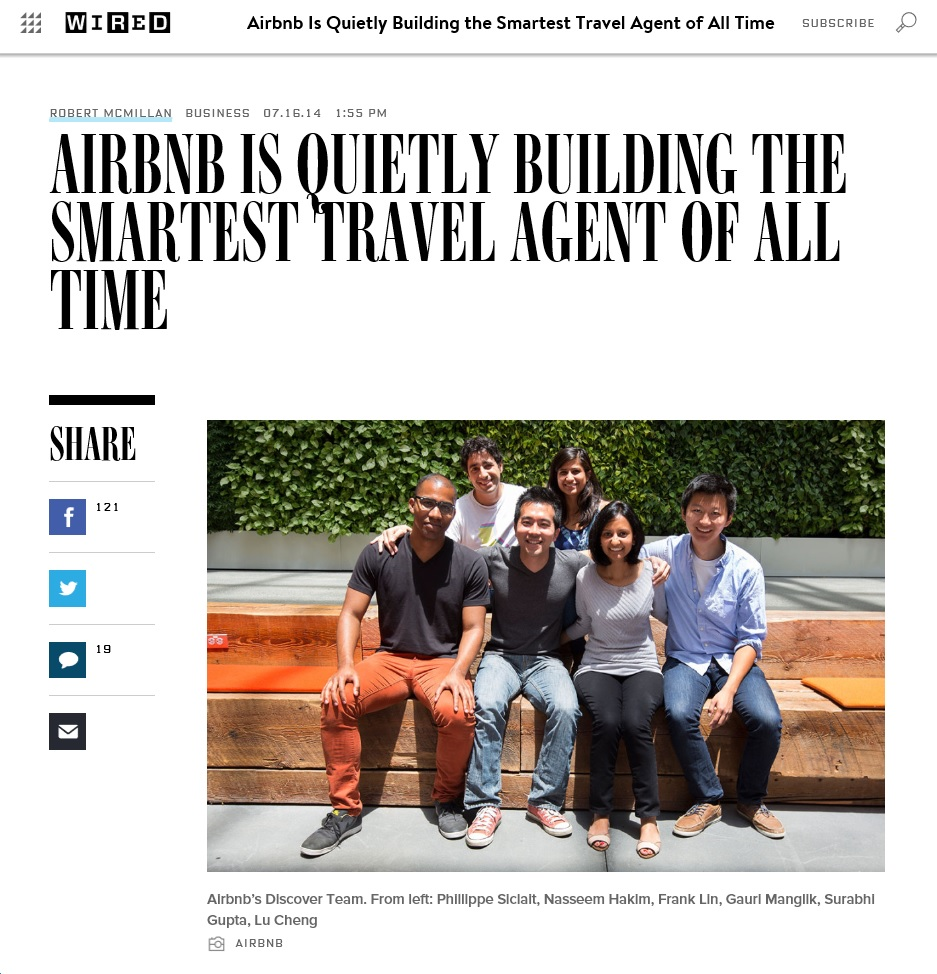 WIRED Airbnb Is Quietly Building the Smartest Travel Agent of All Time SUBSCRIBE
ROBERT MCMILLAN BUSINESS 07.16.14 1:55 PM
AIRBNB IS QUIETLY BUILDING THE
SMARTEST TRAVEL AGENT OF ALL
TIME
SHARE
121
19
Airbnb's Discover Team. From left: Phillippe Siclait, Nasseem Hakim, Frank Lin, Gauri Manglik, Surabhi
Gupta, Lu Cheng
AIRBNB